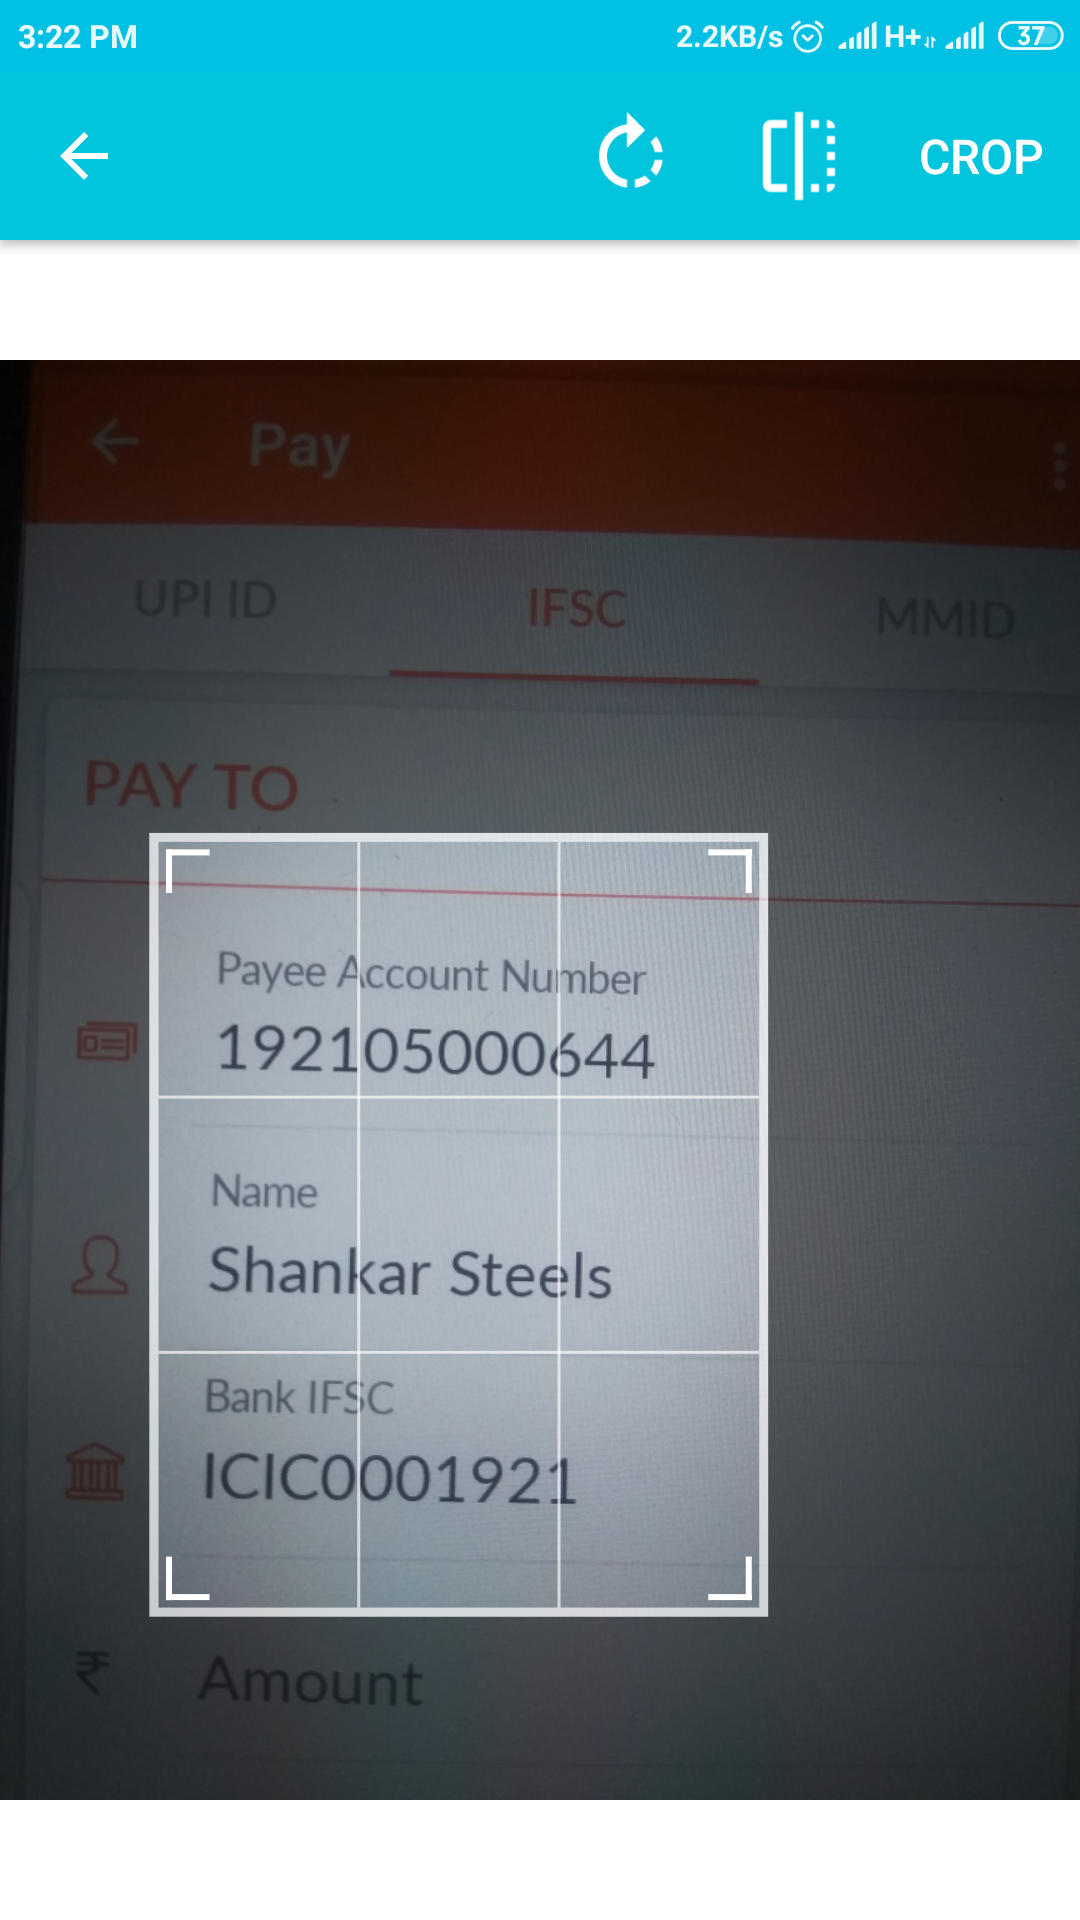 3:22 PM 2.2KB/s H+ 37
CROP
Pay
UPI ID IFSC MMID
PAY TO
Payee Account Number
192105000644
Name
Shankar Steels
Bank IFSC
ICIC0001921
₹ Amount